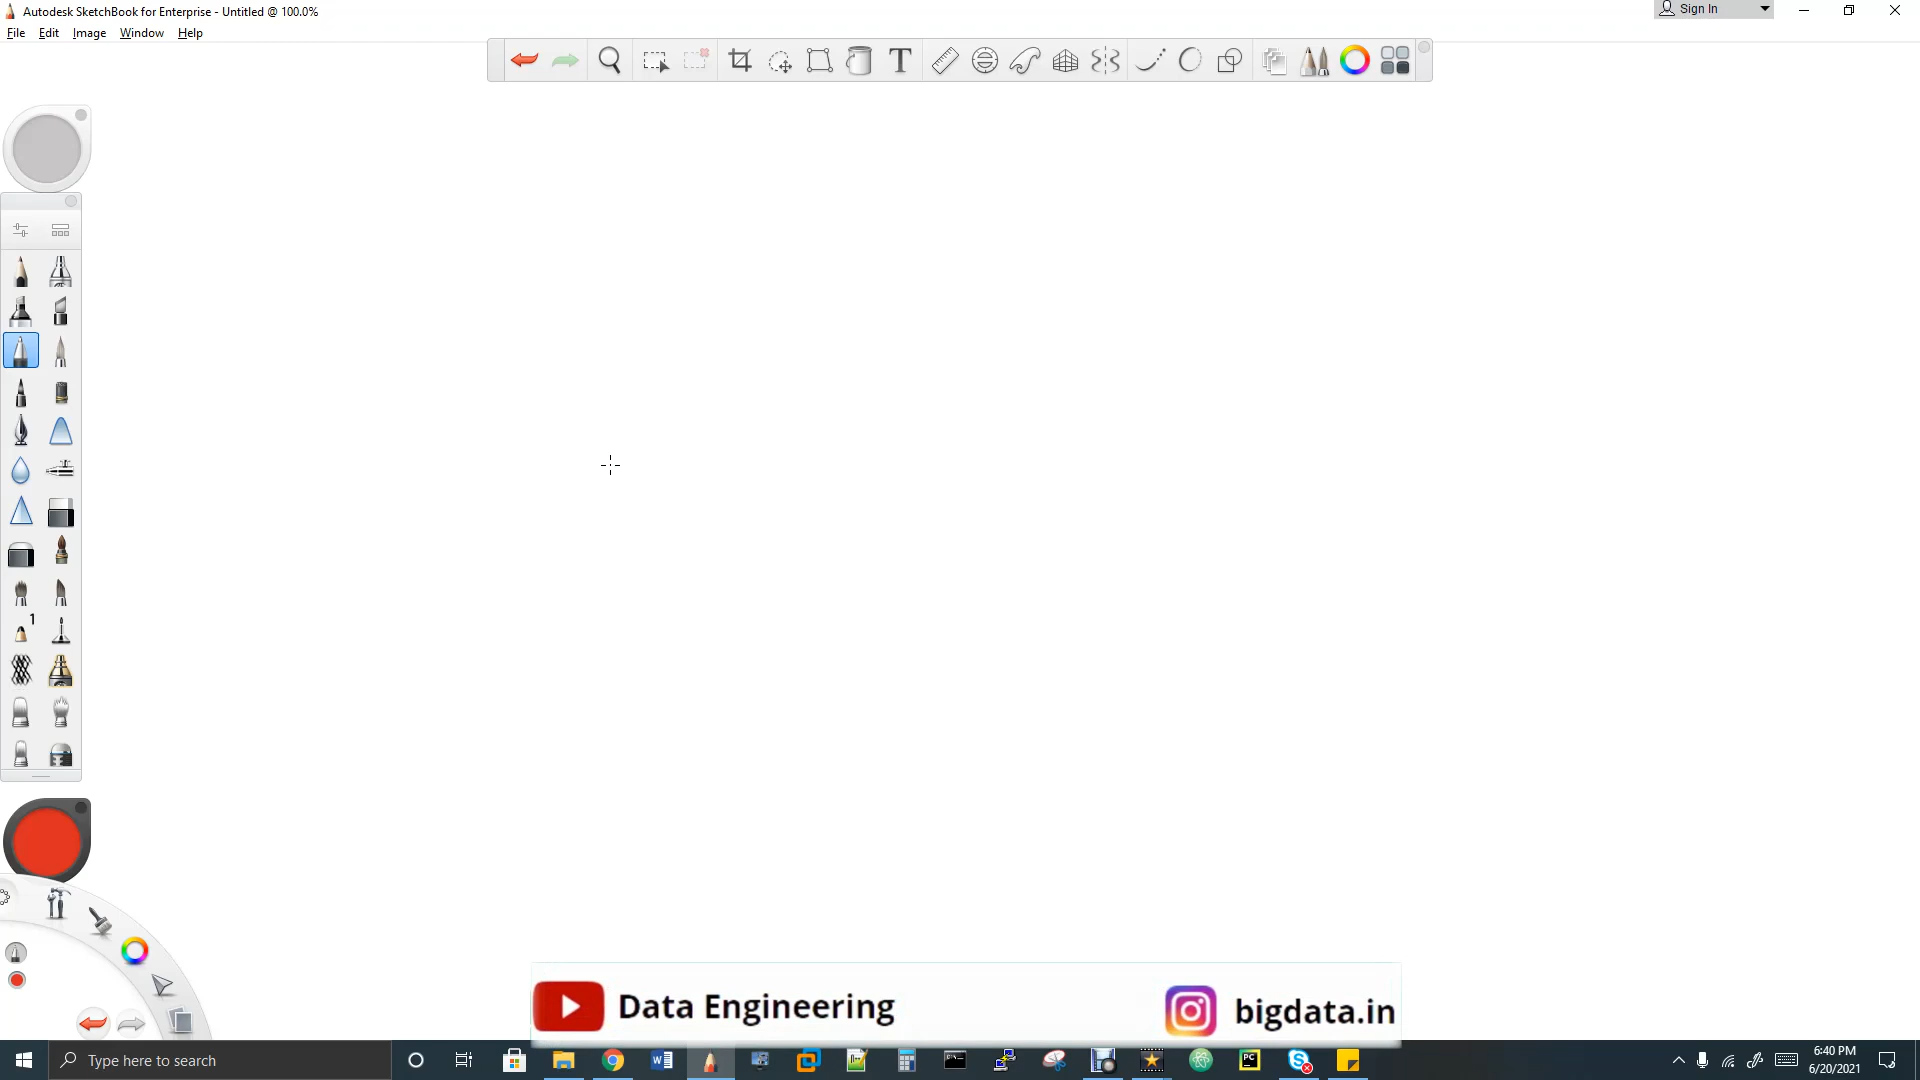 Autodesk SketchBook for Enterprise - Untitled @ 100.0%
Sign In
File Edit Image Window Help
T
1
Data Engineering
bigdata.in
Type here to search
PC
6:40 PM
6/20/2021